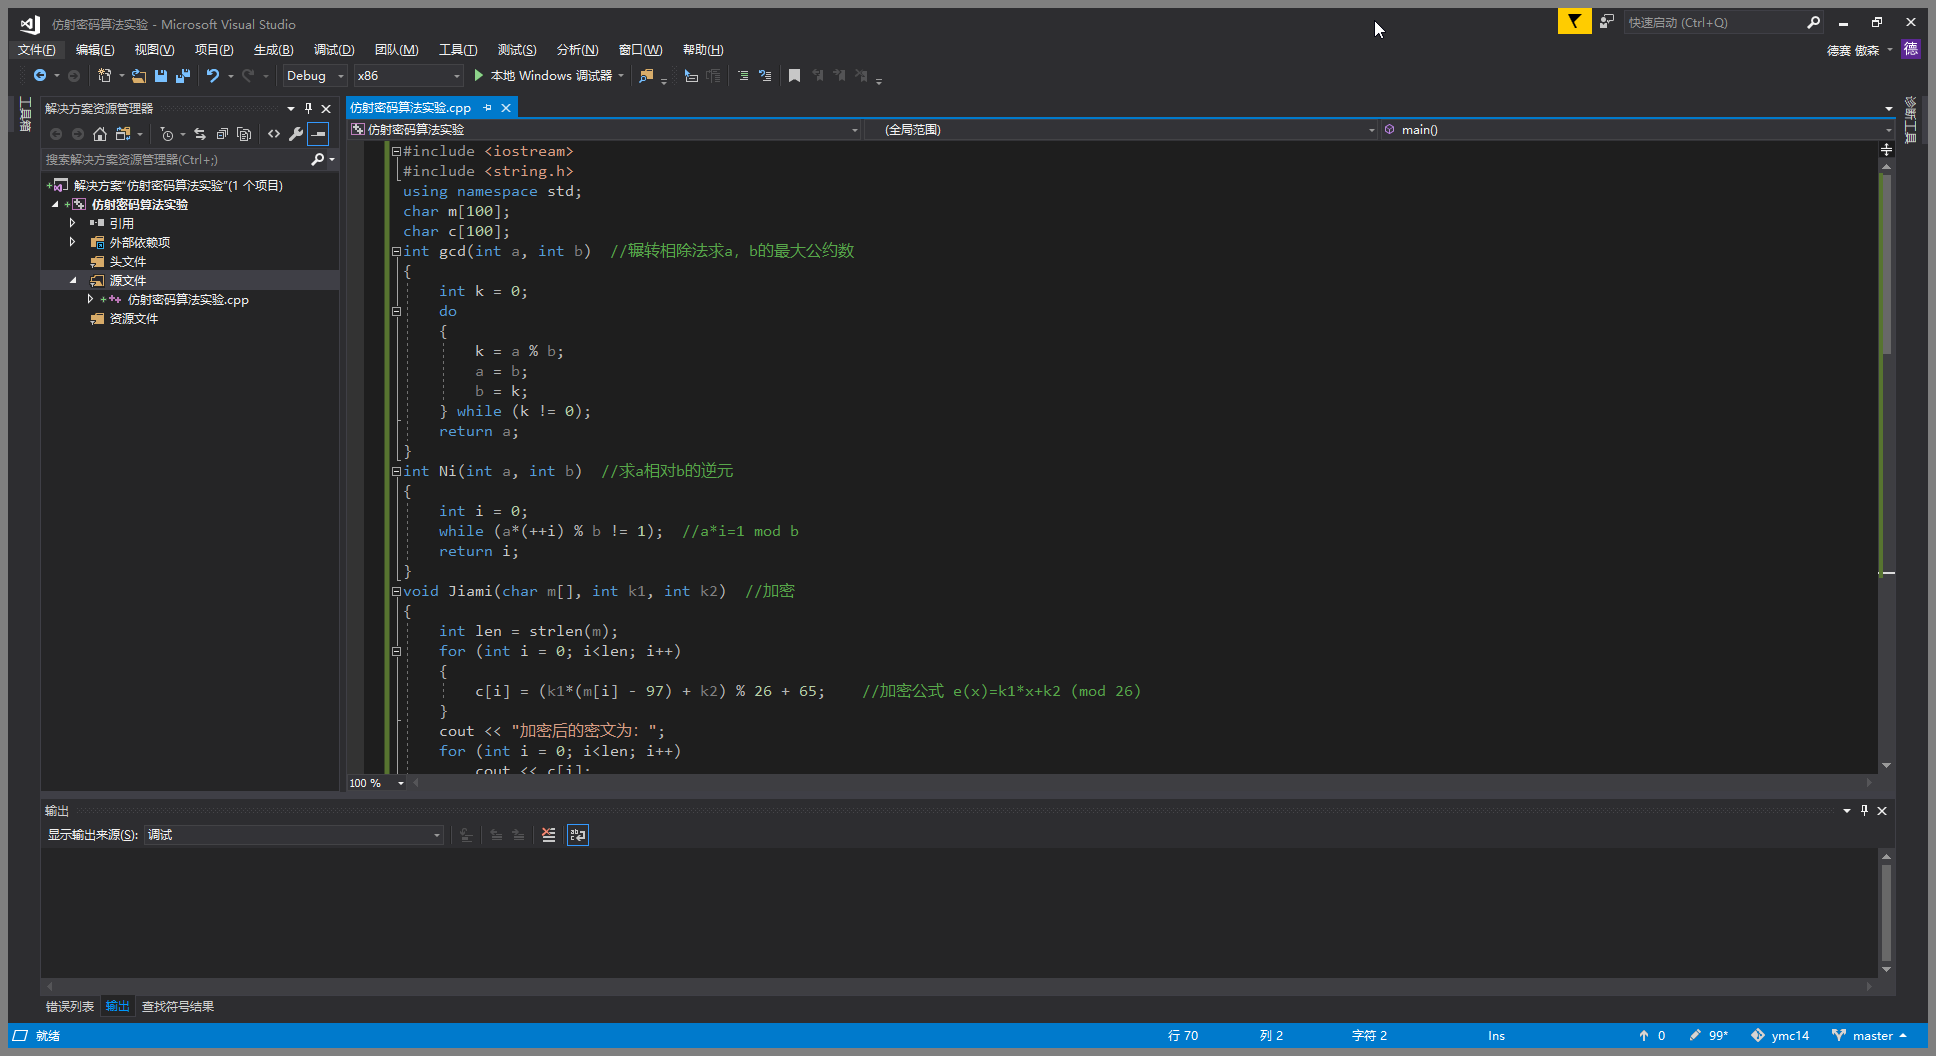 仿射密码算法实验 - Microsoft Visual Studio
快速启动 (Ctrl+Q)
文件(F) 编辑(E) 视图(V) 项目(P) 生成(B) 调试(D) 团队(M) 工具(T) 测试(S) 分析(N) 窗口(W) 帮助(H)
德赛 傲森
德
Debug x86 本地 Windows 调试器
工具箱
解决方案资源管理器
搜索解决方案资源管理器(Ctrl+;)
解决方案"仿射密码算法实验"(1 个项目)
仿射密码算法实验
引用
外部依赖项
头文件
源文件
仿射密码算法实验.cpp
资源文件
仿射密码算法实验.cpp
仿射密码算法实验 (全局范围) main()
诊断工具
#include <iostream>
#include <string.h>
using namespace std;
char m[100];
char c[100];
int gcd(int a, int b)  //辗转相除法求a, b的最大公约数
{
    int k = 0;
    do
    {
        k = a % b;
        a = b;
        b = k;
    } while (k != 0);
    return a;
}
int Ni(int a, int b)  //求a相对b的逆元
{
    int i = 0;
    while (a*(++i) % b != 1);  //a*i=1 mod b
    return i;
}
void Jiami(char m[], int k1, int k2)  //加密
{
    int len = strlen(m);
    for (int i = 0; i<len; i++)
    {
        c[i] = (k1*(m[i] - 97) + k2) % 26 + 65;    //加密公式 e(x)=k1*x+k2 (mod 26)
    }
    cout << "加密后的密文为：";
    for (int i = 0; i<len; i++)
        cout << c[i];
100 %
输出
显示输出来源(S): 调试
错误列表 输出 查找符号结果
就绪 行 70 列 2 字符 2 Ins 0 99* ymc14 master